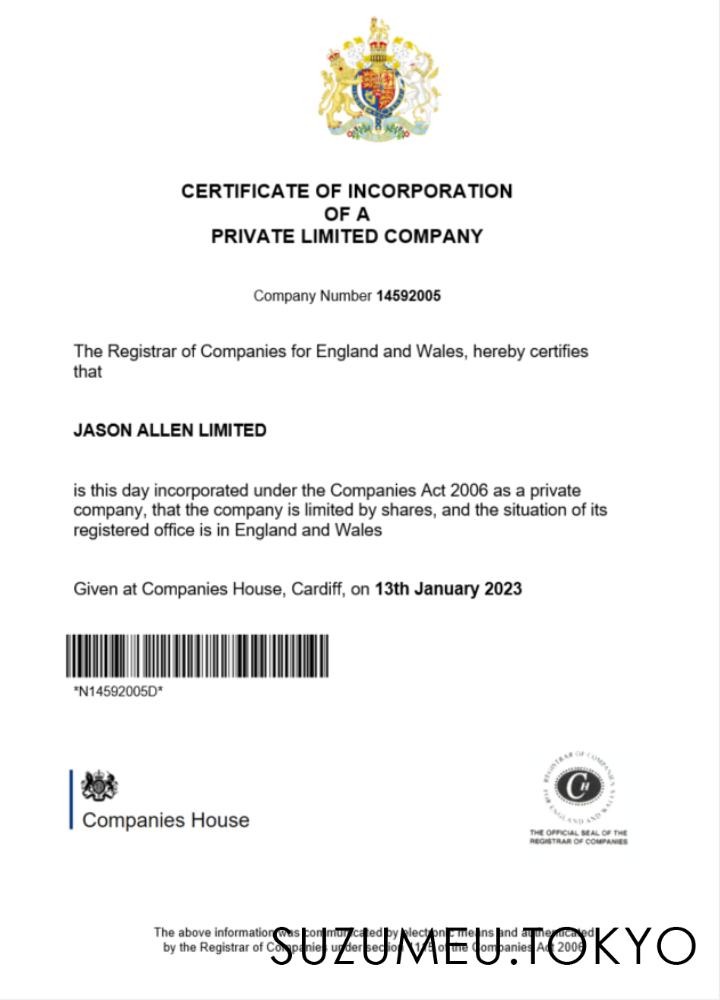 CERTIFICATE OF INCORPORATION
OF A
PRIVATE LIMITED COMPANY
Company Number 14592005
The Registrar of Companies for England and Wales, hereby certifies
that
JASON ALLEN LIMITED
is this day incorporated under the Companies Act 2006 as a private
company, that the company is limited by shares, and the situation of its
registered office is in England and Wales
Given at Companies House, Cardiff, on 13th January 2023
*N14592005D*
Companies House
REGISTRAR OF COMPANIES
FOR ENGLAND AND WALES
CH
THE OFFICIAL SEAL OF THE
REGISTRAR OF COMPANIES
The above information was communicated by electronic means and authenticated
by the Registrar of Companies under section 1115 of the Companies Act 2006
SUZUMEU.TOKYO